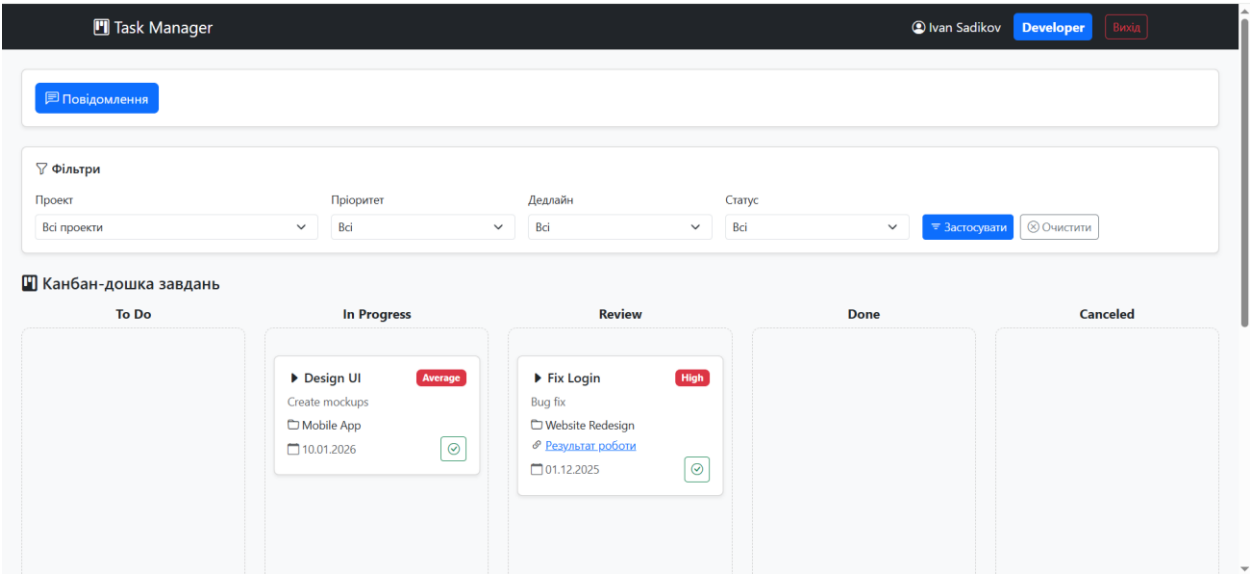 Task Manager
Ivan Sadikov Developer Вихід
Повідомлення
Фільтри
Проект Пріоритет Дедлайн Статус
Всі проекти Всі Всі Всі Застосувати Очистити
Канбан-дошка завдань
To Do In Progress Review Done Canceled
Design UI Average
Create mockups
Mobile App
10.01.2026
Fix Login High
Bug fix
Website Redesign
Результат роботи
01.12.2025